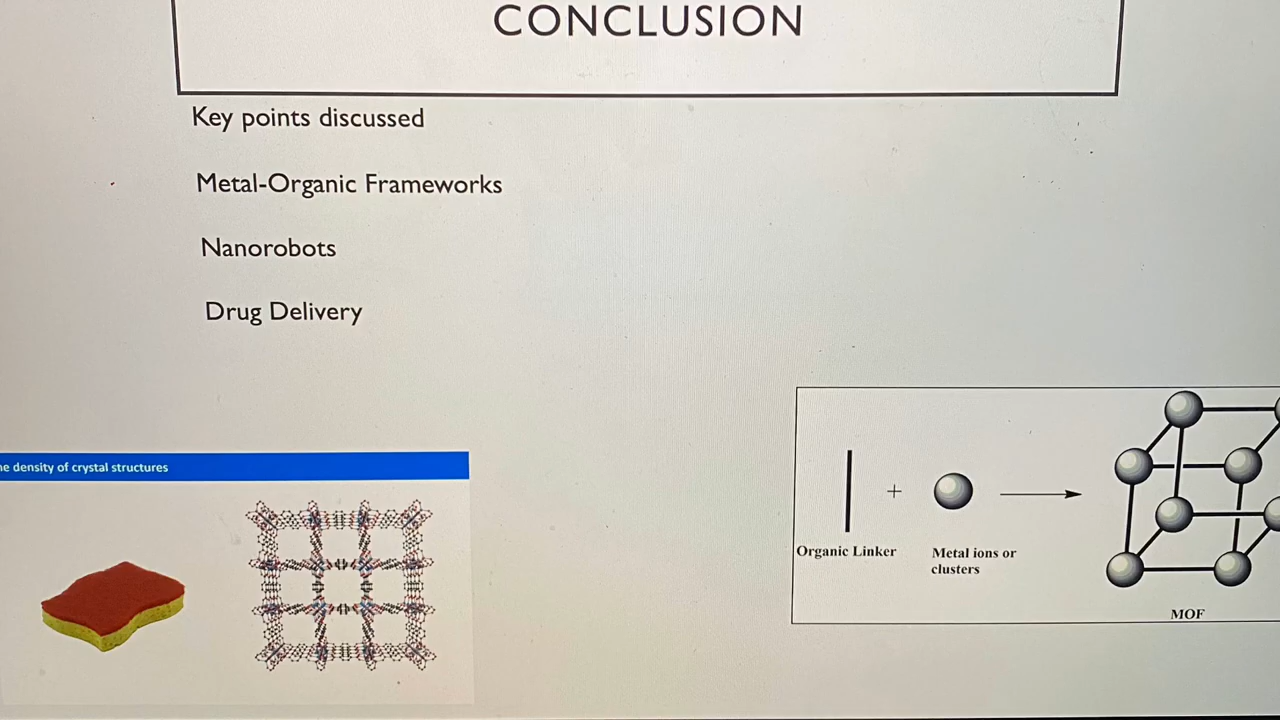 CONCLUSION
Key points discussed
Metal-Organic Frameworks
Nanorobots
Drug Delivery
density of crystal structures
+
Organic Linker
Metal ions or
clusters
MOF